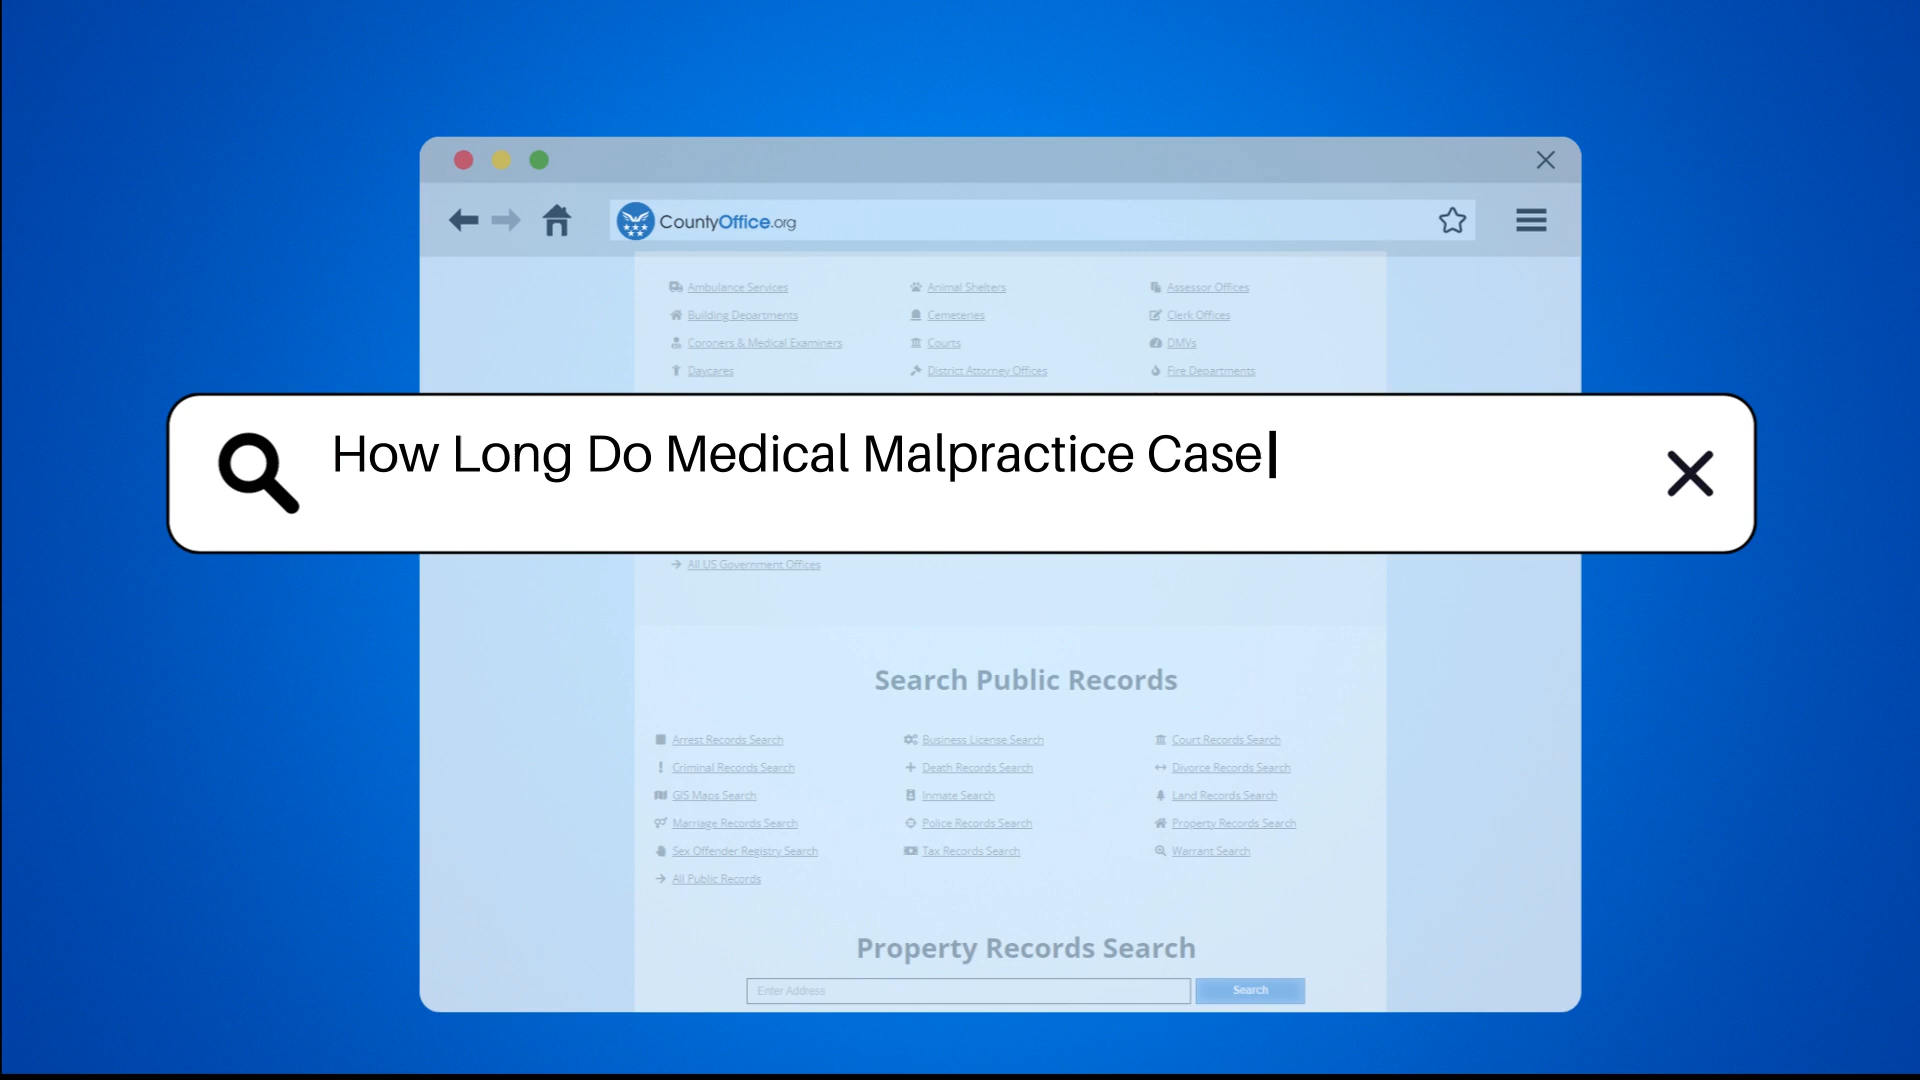 CountyOffice.org
Ambulance Services Animal Shelters Assessor Offices
Building Departments Cemeteries Clerk Offices
Coroners & Medical Examiners Courts DMVs
Daycares District Attorney Offices Fire Departments
How Long Do Medical Malpractice Case
All US Government Offices
Search Public Records
Arrest Records Search Business License Search Court Records Search
Criminal Records Search Death Records Search Divorce Records Search
GIS Maps Search Inmate Search Land Records Search
Marriage Records Search Police Records Search Property Records Search
Sex Offender Registry Search Tax Records Search Warrant Search
All Public Records
Property Records Search
Enter Address Search